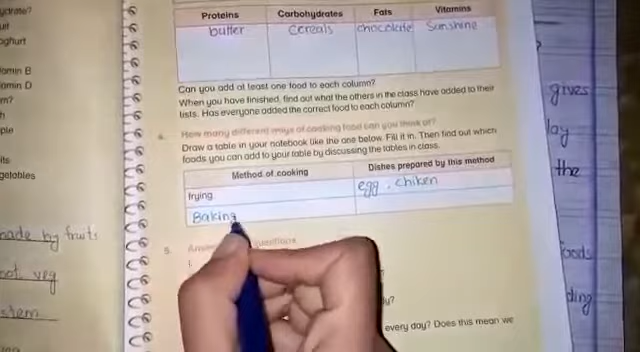 ydrate?
Proteins Carbohydrates Fats Vitamins
butter cereals chocolate Sunshine
oghurt
amin B
amin D
Can you add at least one food to each column?
When you have finished, find out what the others in the class have added to their
lists. Has everyone added the correct food to each column?
How many different ways of cooking food can you think of?
Draw a table in your notebook like the one below. Fill it in. Then find out which
foods you can add to your table by discussing the tables in class.
Method of cooking Dishes prepared by this method
frying egg , chiken
Baking
getables
made by fruits
not veg
stem
gives
lay
the
foods
ding
5. questions
1.
ly?
every day? Does this mean we